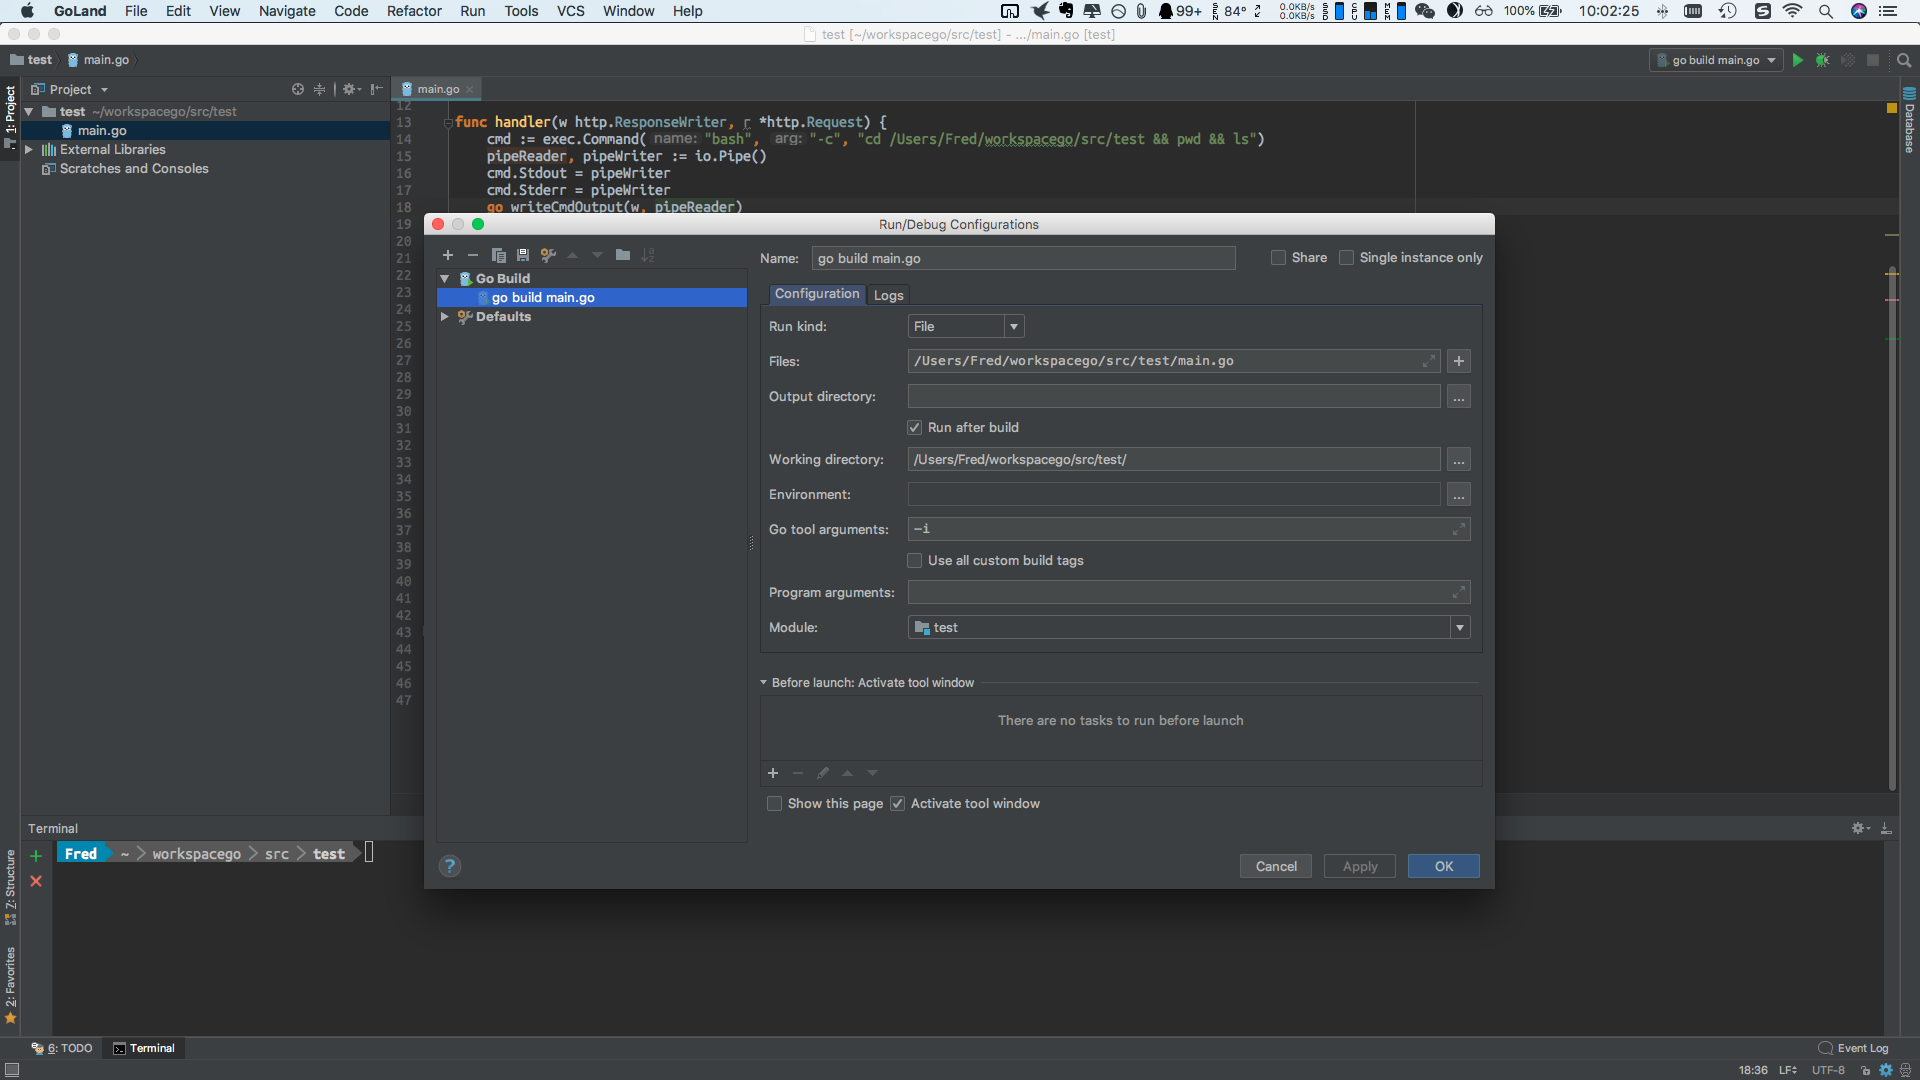 GoLand File Edit View Navigate Code Refactor Run Tools VCS Window Help 99+ SEN 84° 0.0KB/s 0.0KB/s SSD CPU MEM 100% 10:02:25
test [~/workspacego/src/test] - .../main.go [test]
test main.go go build main.go
Project main.go
test ~/workspacego/src/test
main.go
External Libraries
Scratches and Consoles
1: Project
7: Structure
2: Favorites
Database
12
13 func handler(w http.ResponseWriter, r *http.Request) {
14 cmd := exec.Command( name: "bash", arg: "-c", "cd /Users/Fred/workspacego/src/test && pwd && ls")
15 pipeReader, pipeWriter := io.Pipe()
16 cmd.Stdout = pipeWriter
17 cmd.Stderr = pipeWriter
18 go writeCmdOutput(w, pipeReader)
19
20
21
22
23
24
25
26
27
28
29
30
31
32
33
34
35
36
37
38
39
40
41
42
43
44
45
46
47
Run/Debug Configurations
Go Build
go build main.go
Defaults
Name: go build main.go Share Single instance only
Configuration Logs
Run kind: File
Files: /Users/Fred/workspacego/src/test/main.go
Output directory: ...
Run after build
Working directory: /Users/Fred/workspacego/src/test/ ...
Environment: ...
Go tool arguments: -i
Use all custom build tags
Program arguments:
Module: test
Before launch: Activate tool window
There are no tasks to run before launch
Show this page Activate tool window
? Cancel Apply OK
Terminal
Fred ~ workspacego src test
6: TODO Terminal Event Log
18:36 LF UTF-8